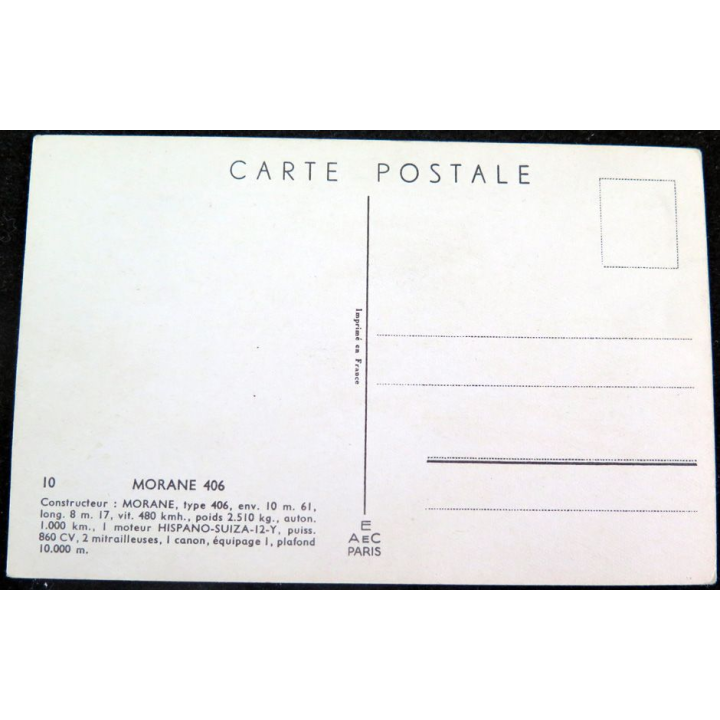 CARTE POSTALE
Imprimé en France
10 MORANE 406
Constructeur : MORANE, type 406, env. 10 m. 61,
long. 8 m. 17, vit. 480 kmh., poids 2.510 kg., auton.
1.000 km., 1 moteur HISPANO-SUIZA-12-Y, puiss.
860 CV, 2 mitrailleuses, 1 canon, équipage 1, plafond
10.000 m.
E
AEC
PARIS